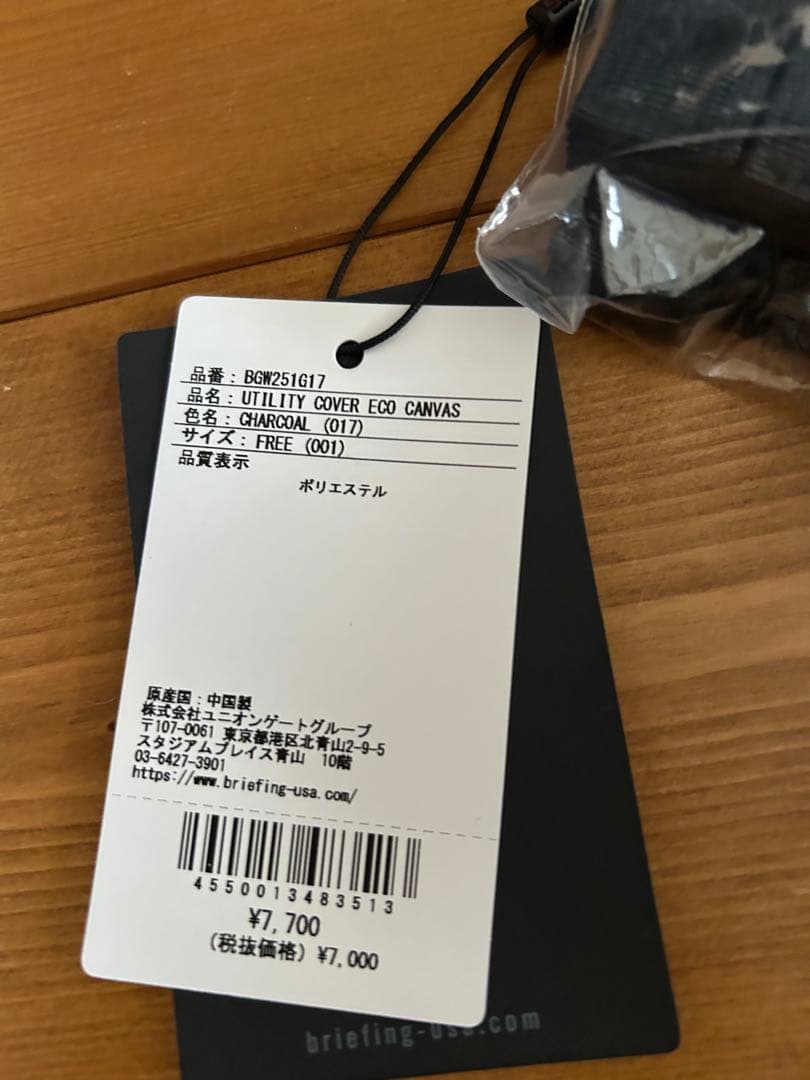 品番：BGW251G17
品名：UTILITY COVER ECO CANVAS
色名：CHARCOAL (017)
サイズ：FREE (001)
品質表示
ポリエステル
原産国：中国製
株式会社ユニオンゲートグループ
〒107-0061 東京都港区北青山2-9-5
スタジアムプレイス青山　10階
03-6427-3901
https://www.briefing-usa.com/
4550013483513
¥7,700
(税抜価格) ¥7,000
briefing-usa.com